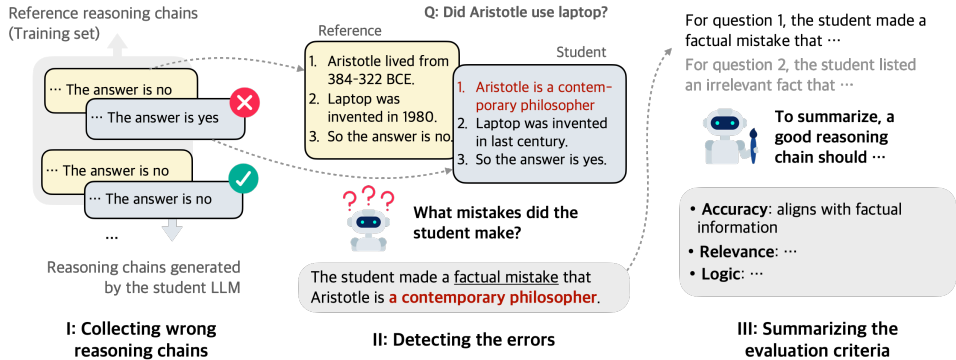 Reference reasoning chains
(Training set)
··· The answer is no
··· The answer is yes
··· The answer is no
··· The answer is no
···
Reasoning chains generated
by the student LLM
I: Collecting wrong
reasoning chains
Q: Did Aristotle use laptop?
Reference
1. Aristotle lived from
384-322 BCE.
2. Laptop was
invented in 1980.
3. So the answer is no.
Student
1. Aristotle is a contem-
porary philosopher
2. Laptop was invented
in last century.
3. So the answer is yes.
???
What mistakes did the
student make?
The student made a factual mistake that
Aristotle is a contemporary philosopher.
II: Detecting the errors
For question 1, the student made a
factual mistake that ···
For question 2, the student listed
an irrelevant fact that ···
To summarize, a
good reasoning
chain should ···
• Accuracy: aligns with factual
information
• Relevance: ···
• Logic: ···
III: Summarizing the
evaluation criteria